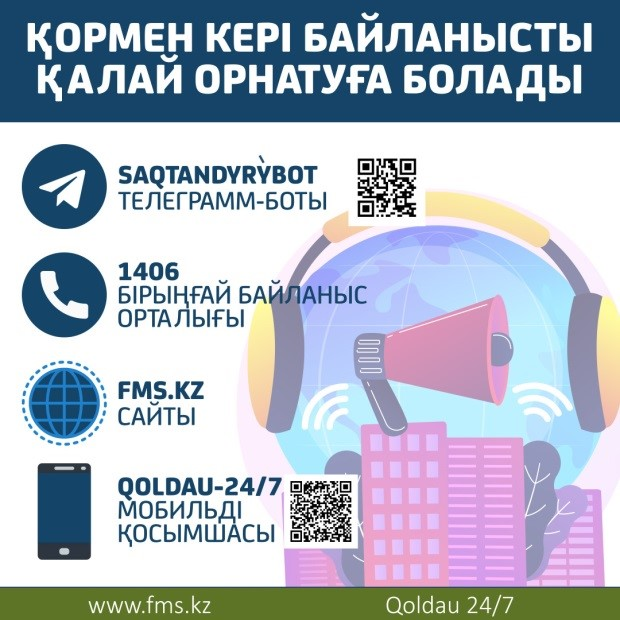 ҚОРМЕН КЕРІ БАЙЛАНЫСТЫ
ҚАЛАЙ ОРНАТУҒА БОЛАДЫ
SAQTANDYRỲBOT
ТЕЛЕГРАММ-БОТЫ
1406
БІРЫҢҒАЙ БАЙЛАНЫС
ОРТАЛЫҒЫ
FMS.KZ
САЙТЫ
QOLDAU-24/7
МОБИЛЬДІ
ҚОСЫМШАСЫ
www.fms.kz
Qoldau 24/7